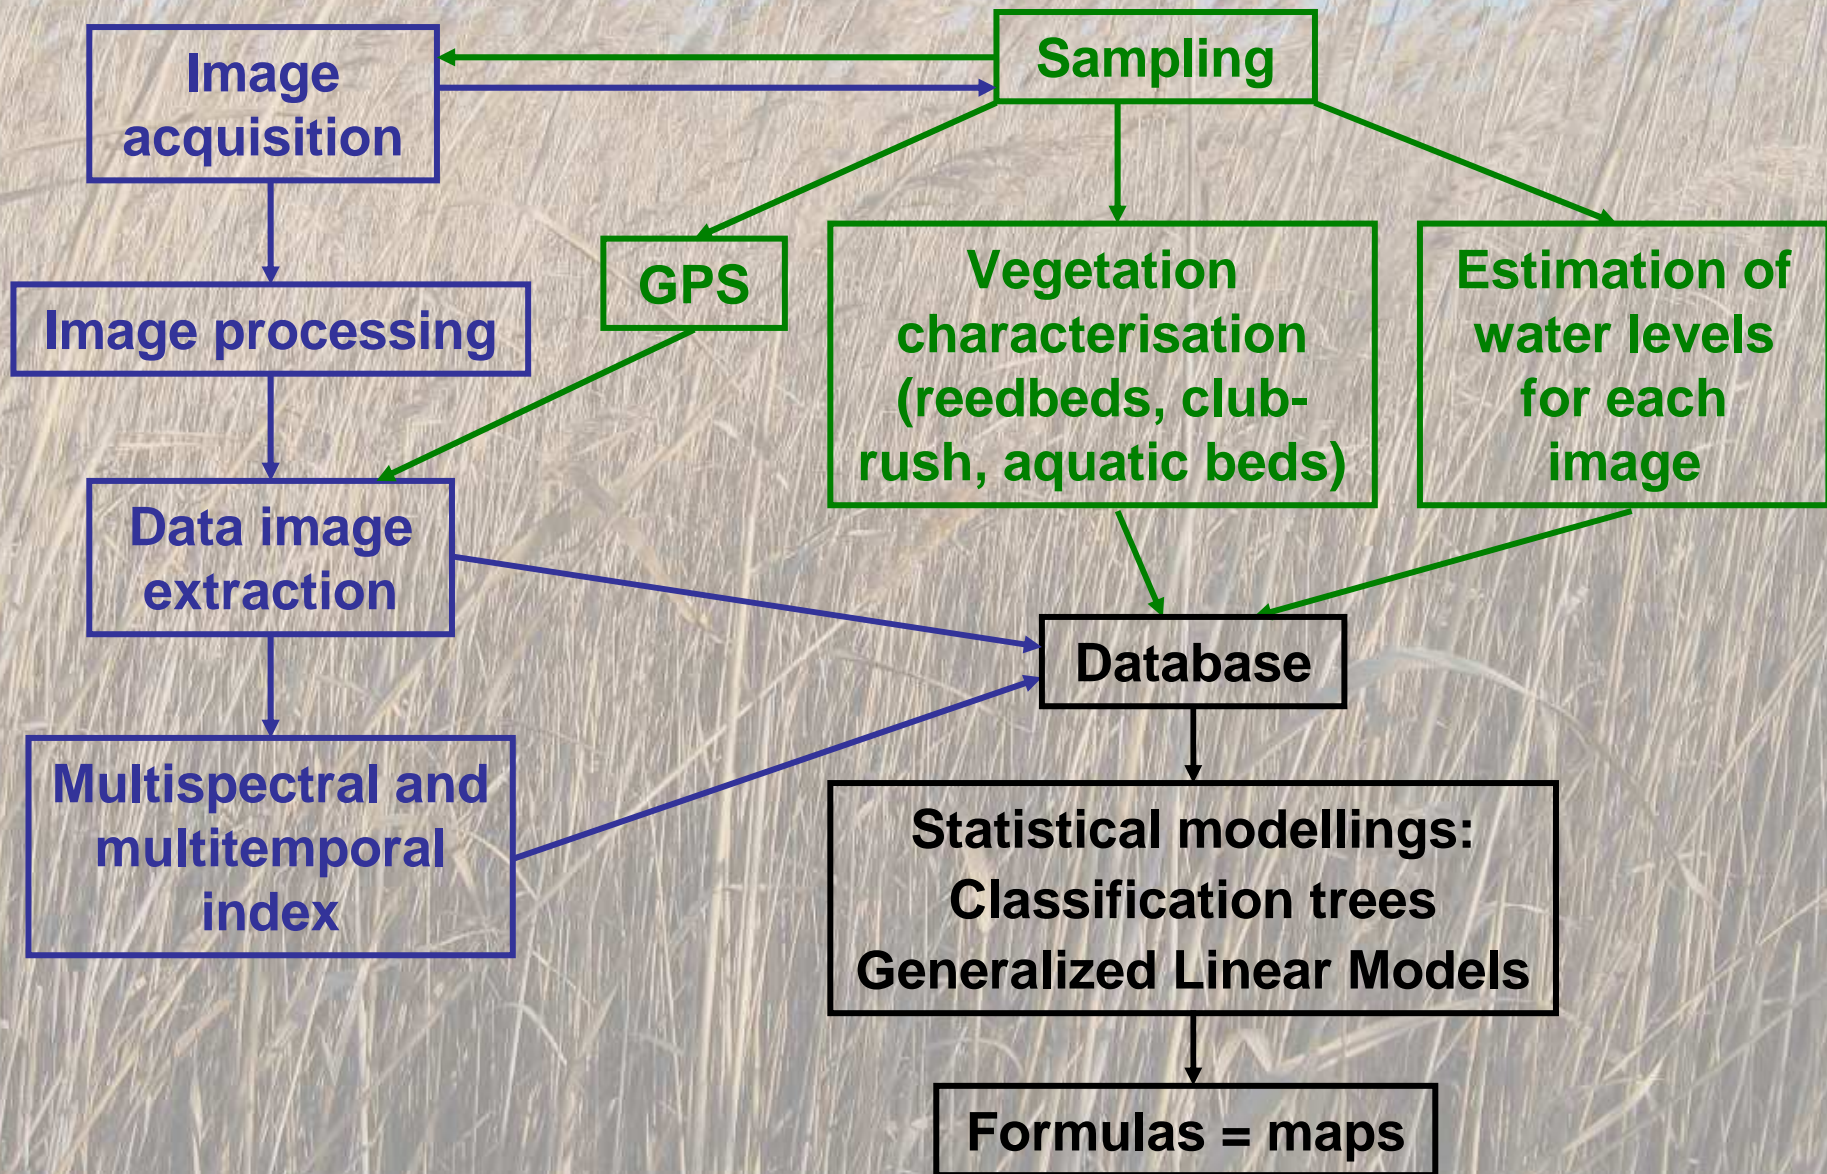 Image
acquisition
Sampling
GPS
Vegetation
characterisation
(reedbeds, club-
rush, aquatic beds)
Estimation of
water levels
for each
image
Image processing
Data image
extraction
Database
Multispectral and
multitemporal
index
Statistical modellings:
Classification trees
Generalized Linear Models
Formulas = maps